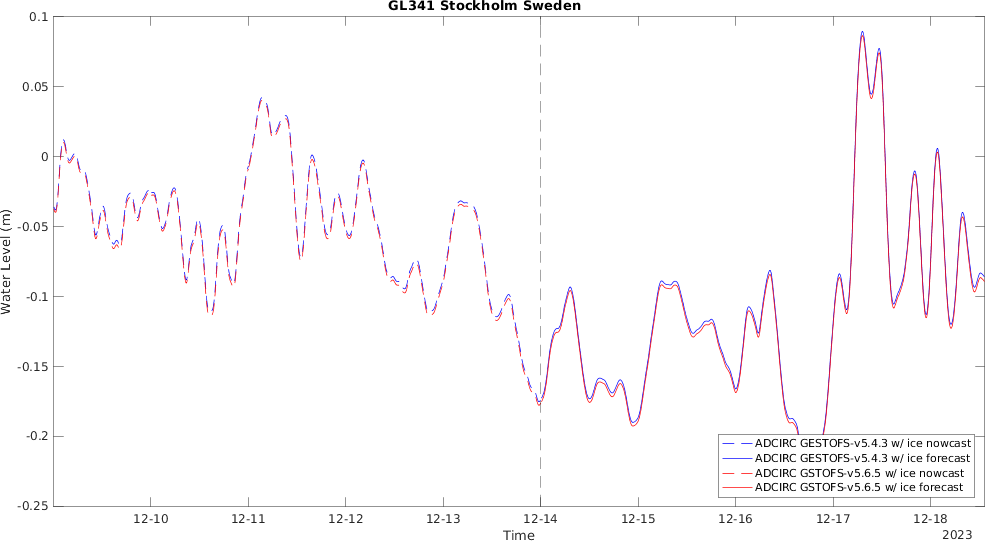 GL341 Stockholm Sweden
Water Level (m)
0.1
0.05
0
-0.05
-0.1
-0.15
-0.2
-0.25
12-10
12-11
12-12
12-13
12-14
12-15
12-16
12-17
12-18
Time
2023
ADCIRC GESTOFS-v5.4.3 w/ ice nowcast
ADCIRC GESTOFS-v5.4.3 w/ ice forecast
ADCIRC GSTOFS-v5.6.5 w/ ice nowcast
ADCIRC GSTOFS-v5.6.5 w/ ice forecast